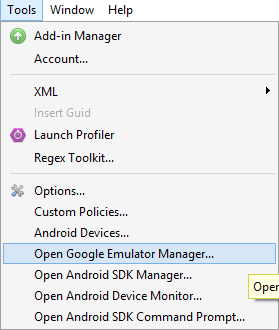 Tools Window Help
Add-in Manager
Account...
XML
Insert Guid
Launch Profiler
Regex Toolkit...
Options...
Custom Policies...
Android Devices...
Open Google Emulator Manager...
Open Android SDK Manager...
Open
Open Android Device Monitor...
Open Android SDK Command Prompt...